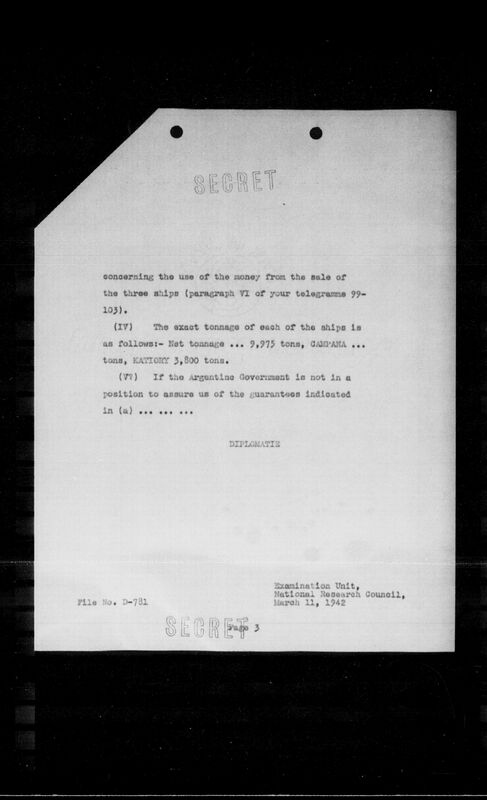 SECRET
concerning the use of the money from the sale of
the three ships (paragraph VI of your telegramme 99-
103).
(IV) The exact tonnage of each of the ships is
as follows:- Net tonnage ... 9,975 tons, CAMPANA ...
tons, KATIOHY 3,800 tons.
(V?) If the Argentine Government is not in a
position to assure us of the guarantees indicated
in (a) ... ... ...
DIPLOMATIE
Examination Unit,
National Research Council,
File No. D-781 March 11, 1942
SECRET Page 3